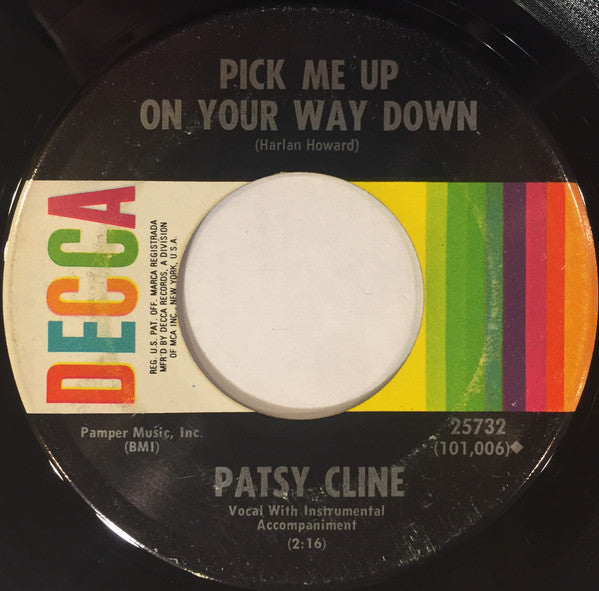 PICK ME UP
ON YOUR WAY DOWN
(Harlan Howard)
DECCA
REG. U.S. PAT. OFF. MARCA REGISTRADA
MFR'D BY DECCA RECORDS, A DIVISION
OF MCA INC., NEW YORK, U.S.A.
Pamper Music, Inc.
(BMI)
25732
(101,006)◆
PATSY CLINE
Vocal With Instrumental
Accompaniment
(2:16)